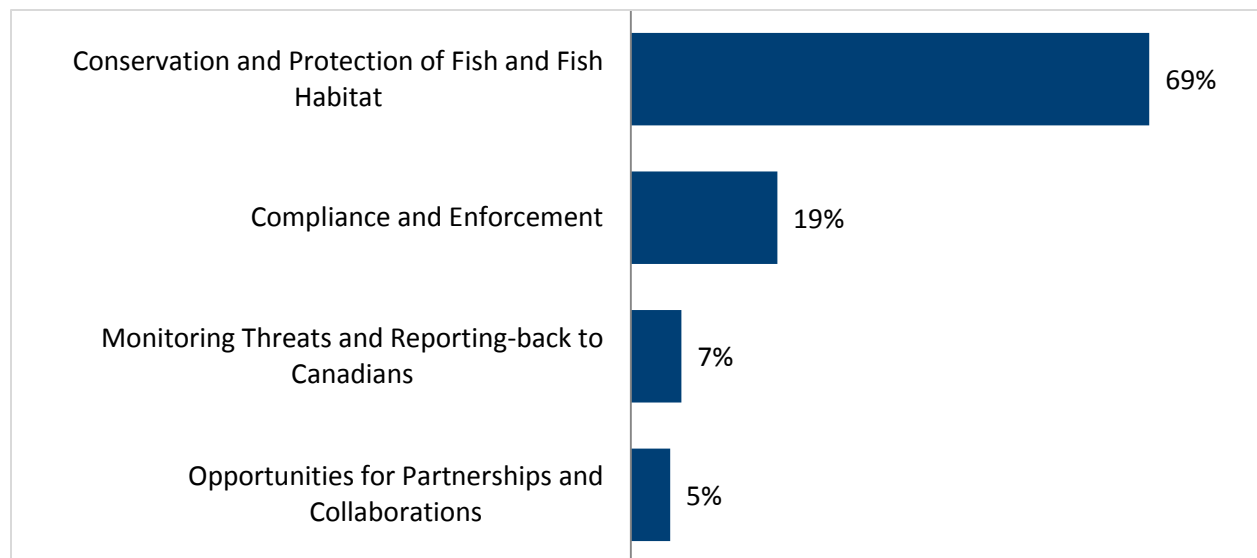 Conservation and Protection of Fish and Fish
Habitat
69%
Compliance and Enforcement
19%
Monitoring Threats and Reporting-back to
Canadians
7%
Opportunities for Partnerships and
Collaborations
5%